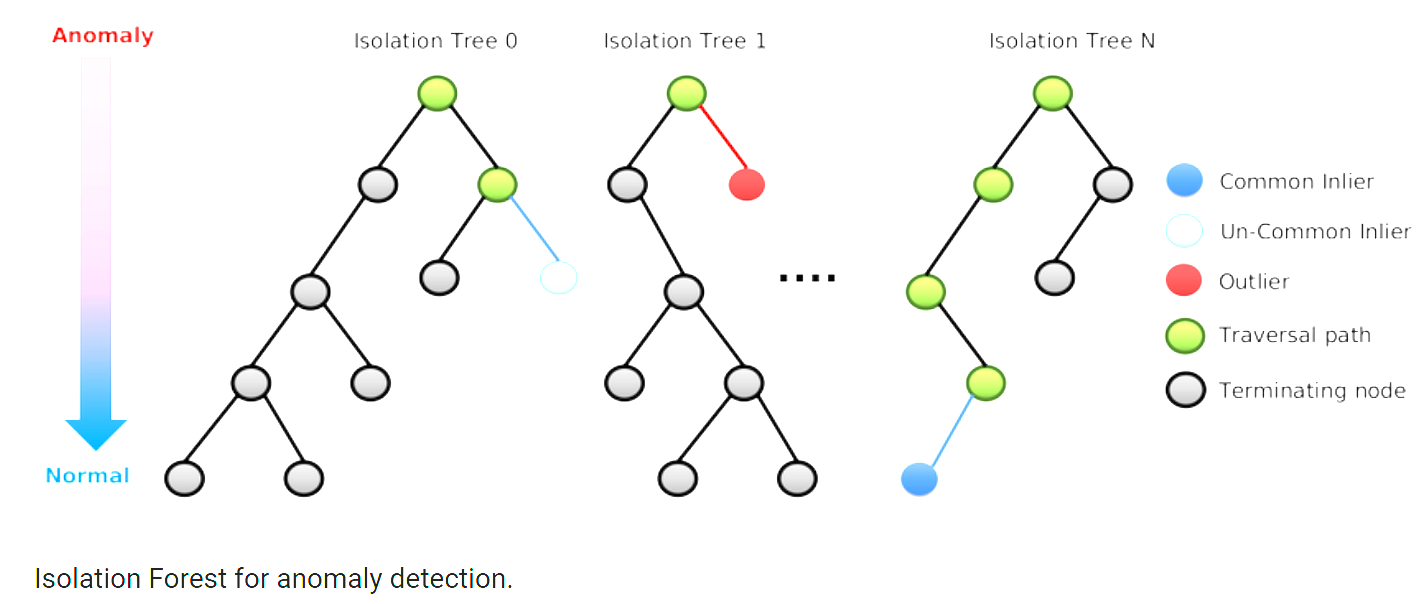 Anomaly
Isolation Tree 0
Isolation Tree 1
Isolation Tree N
....
Common Inlier
Un-Common Inlier
Outlier
Traversal path
Terminating node
Normal
Isolation Forest for anomaly detection.